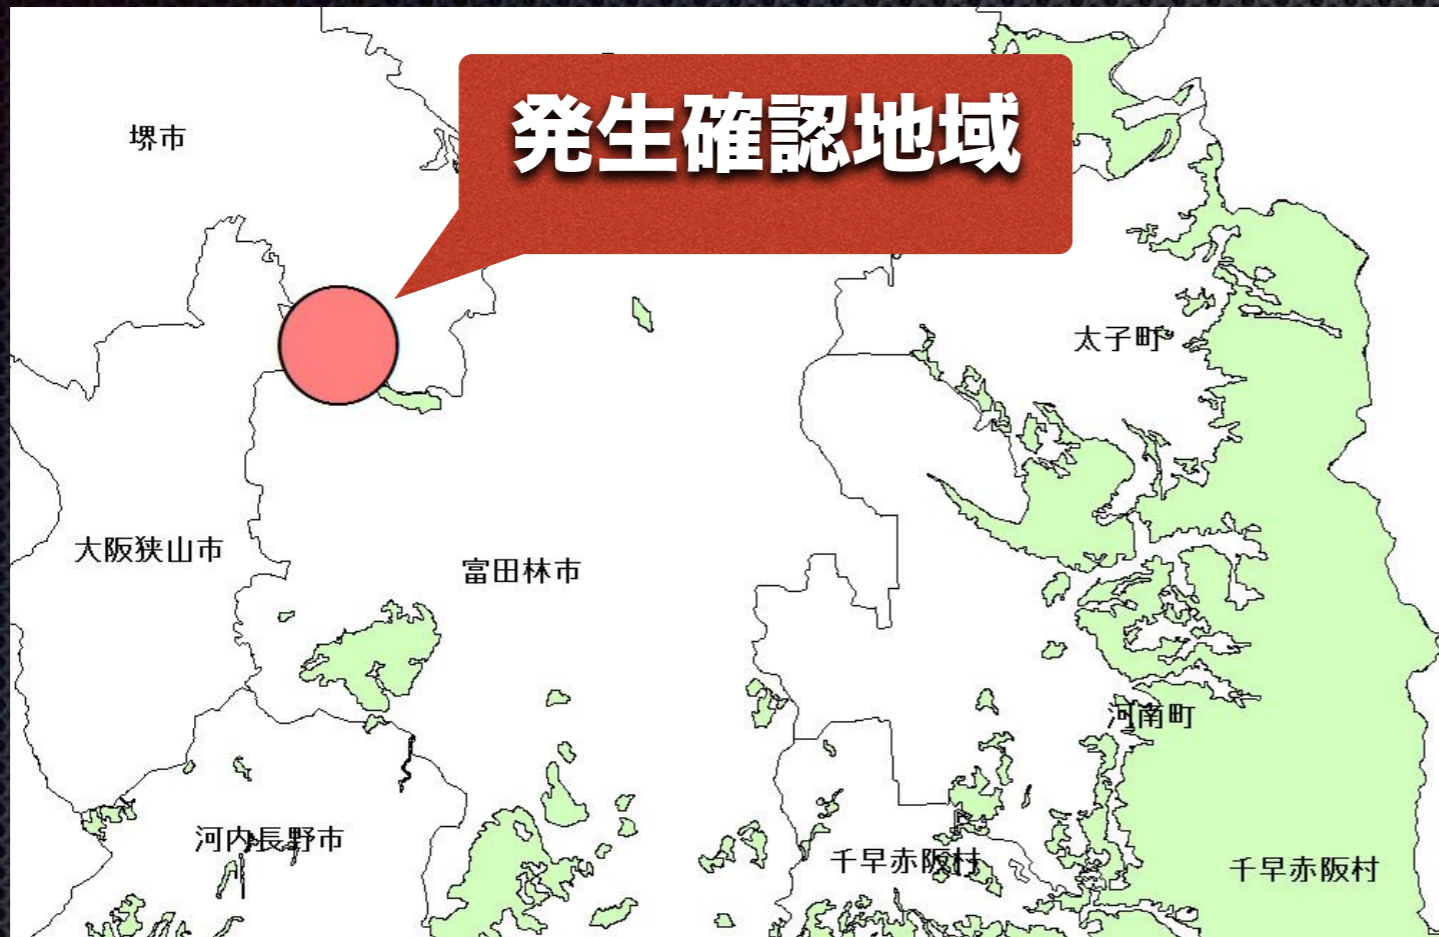 発生確認地域
堺市
太子町
大阪狭山市
富田林市
河南町
河内長野市
千早赤阪村
千早赤阪村